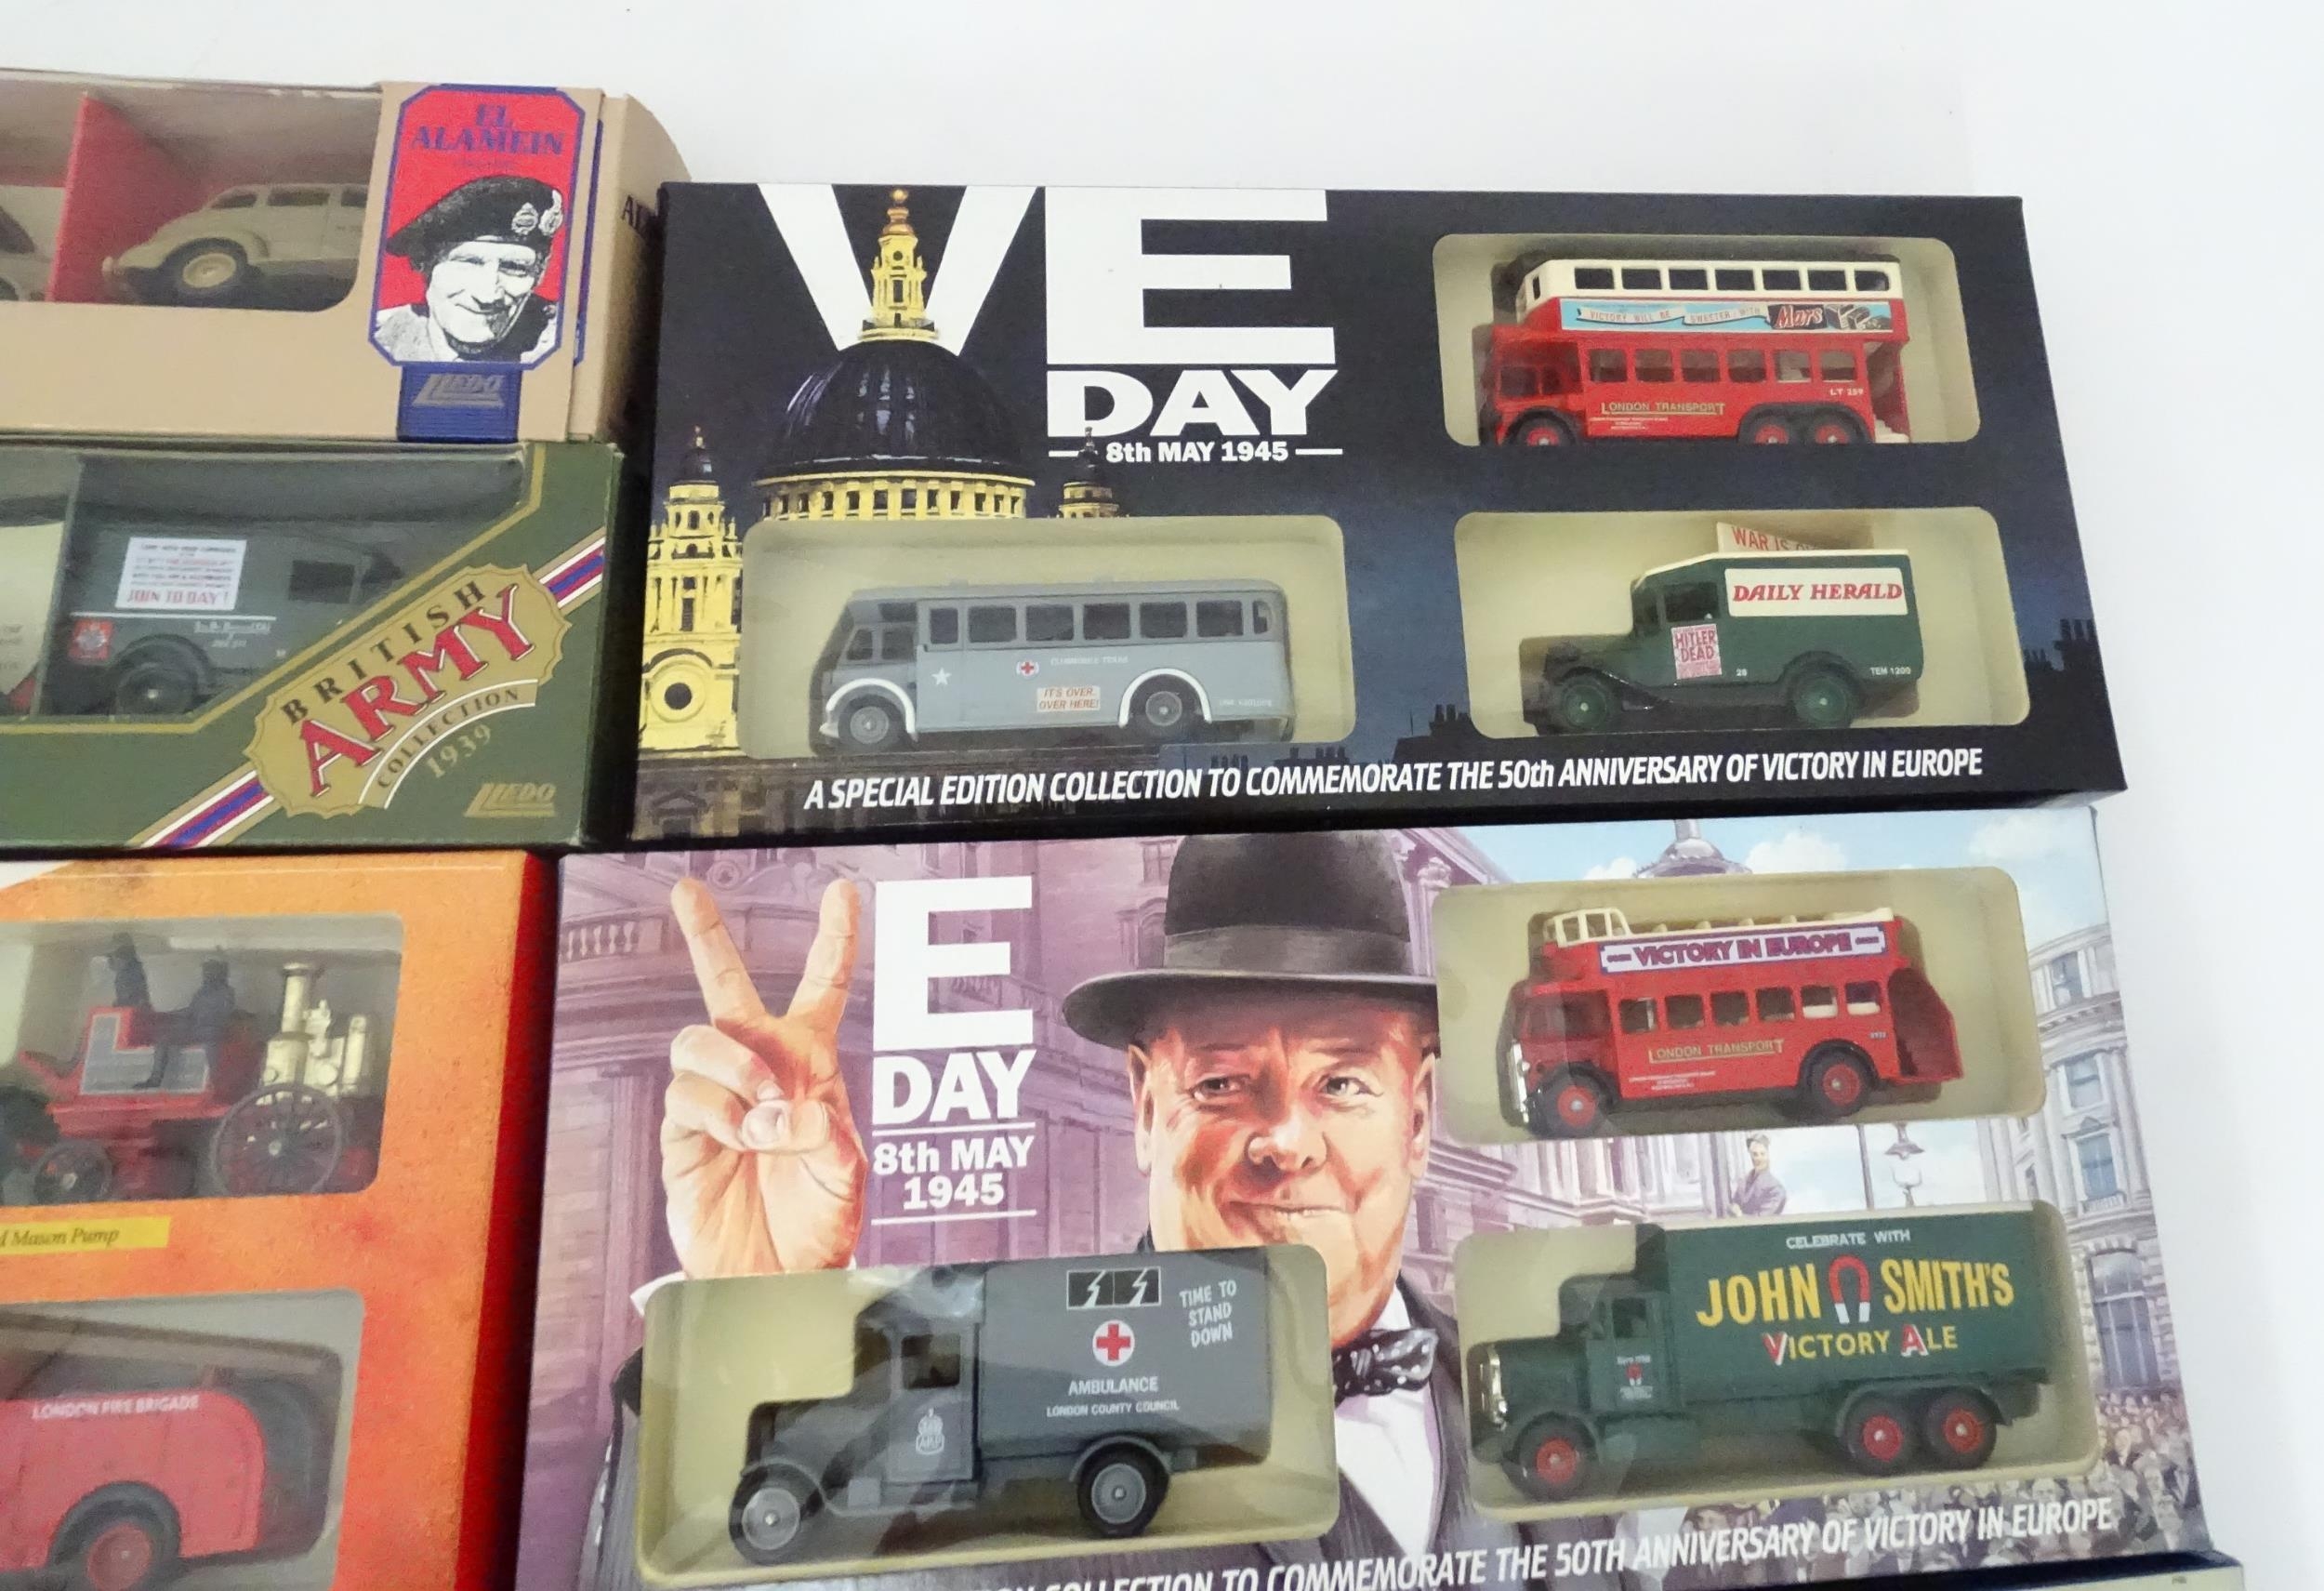 EL
ALAMEIN
LLEDO
VE
DAY
8th MAY 1945
VICTORY WILL BE SWEETER WITH Mars
LT 259
LONDON TRANSPORT
IT'S OVER,
OVER HERE!
WAR IS
DAILY HERALD
HITLER
DEAD
28
TEM 1200
A SPECIAL EDITION COLLECTION TO COMMEMORATE THE 50th ANNIVERSARY OF VICTORY IN EUROPE
JOIN TO DAY!
BRITISH
ARMY
COLLECTION
1939
LLEDO
E
DAY
8th MAY
1945
VICTORY IN EUROPE
LONDON TRANSPORT
Mason Pump
LONDON FIRE BRIGADE
TIME TO
STAND
DOWN
AMBULANCE
LONDON COUNTY COUNCIL
ARP
CELEBRATE WITH
JOHN SMITH'S
VICTORY ALE
COLLECTION TO COMMEMORATE THE 50TH ANNIVERSARY OF VICTORY IN EUROPE